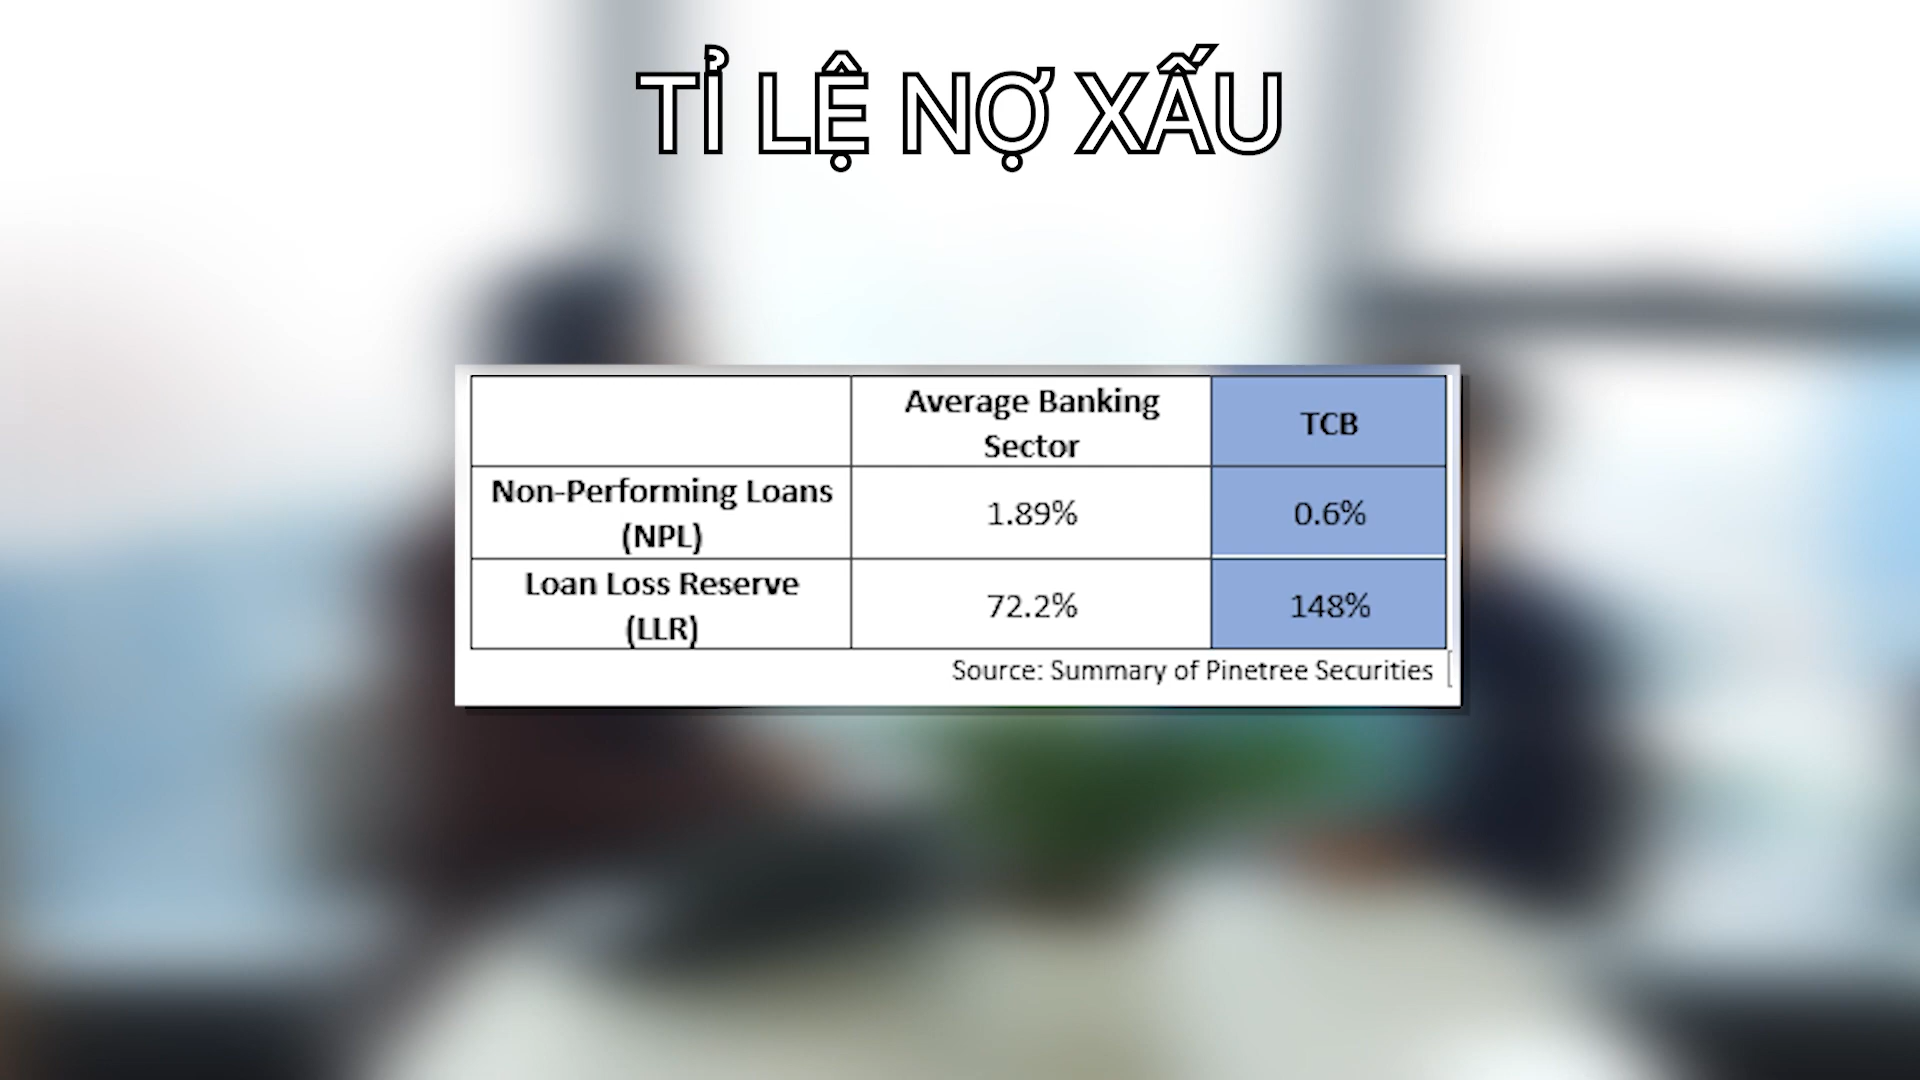 TỈ LỆ NỢ XẤU
Average Banking
Sector
TCB
Non-Performing Loans
(NPL)
1.89%
0.6%
Loan Loss Reserve
(LLR)
72.2%
148%
Source: Summary of Pinetree Securities